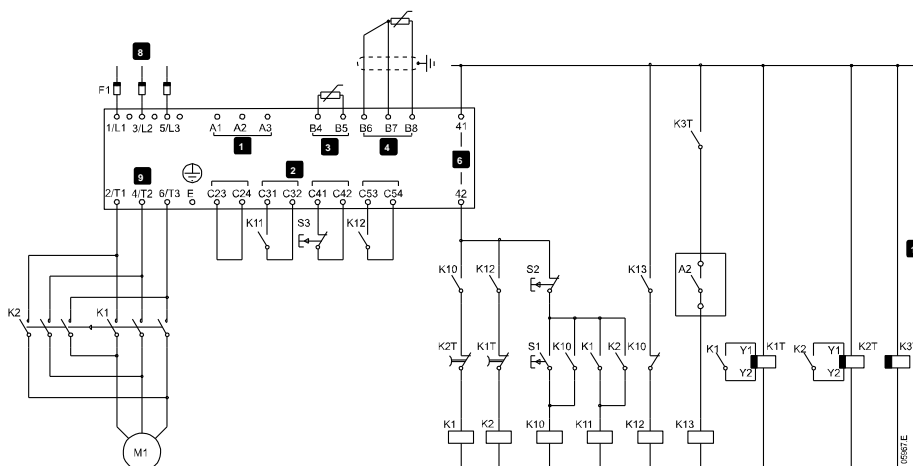 8
F1
1/L1 3/L2 5/L3 A1 A2 A3 B4 B5 B6 B7 B8 41
K3T
1 3 4
2 6
9
2/T1 4/T2 6/T3 E C23 C24 C31 C32 C41 C42 C53 C54 42
K11 S3 K12
K10 K12 S2 K13 A2
K2 K1
K2T K1T S1 K10 K1 K2 K10
K1 Y1 K1T K2 Y1 K2T K3T
Y2 Y2
K1 K2 K10 K11 K12 K13
M1
05967.E